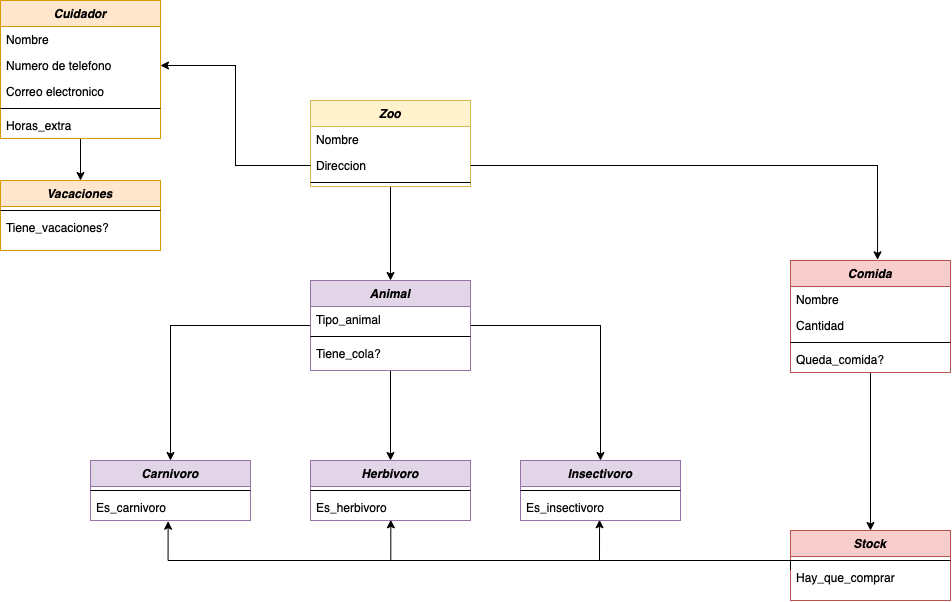 Cuidador
Nombre
Numero de telefono
Correo electronico
Horas_extra
Vacaciones
Tiene_vacaciones?
Zoo
Nombre
Direccion
Animal
Tipo_animal
Tiene_cola?
Comida
Nombre
Cantidad
Queda_comida?
Carnivoro
Es_carnivoro
Herbivoro
Es_herbivoro
Insectivoro
Es_insectivoro
Stock
Hay_que_comprar